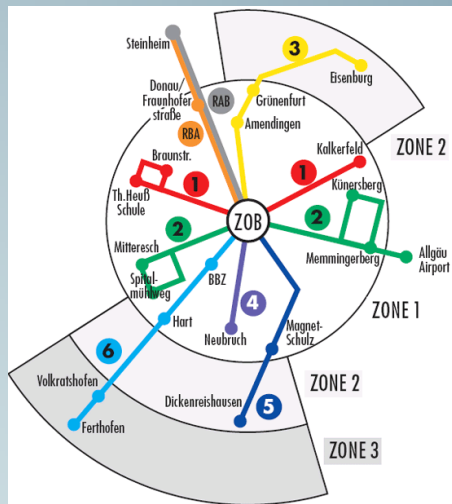 Steinheim
3
Eisenburg
Donau/
Fraunhofer
straße
RAB
Grünenfurt
RBA
Amendingen
ZONE 2
Braunstr.
Kalkerfeld
1
1
Th.Heuß
Schule
Künersberg
ZOB
2
2
Mitteresch
Memmingerberg
Allgäu
Airport
Spital-
mühlweg
BBZ
4
ZONE 1
Hart
Neubruch
Magnet-
Schulz
6
ZONE 2
Volkratshofen
Dickenreishausen
5
Ferthofen
ZONE 3